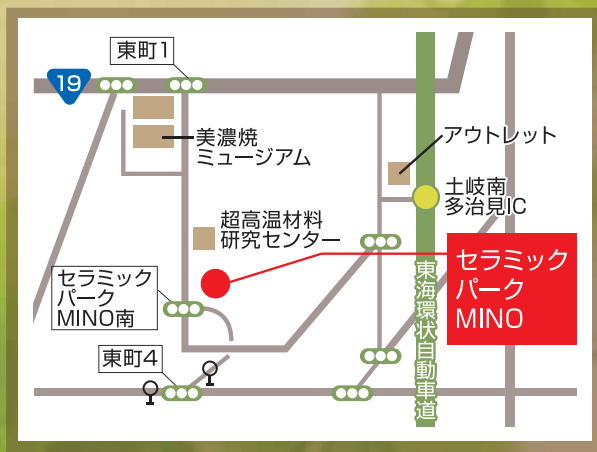 東町1
19
美濃焼
ミュージアム
アウトレット
土岐南
多治見IC
超高温材料
研究センター
セラミック
パーク
MINO
セラミック
パーク
MINO南
東海環状自動車道
東町4